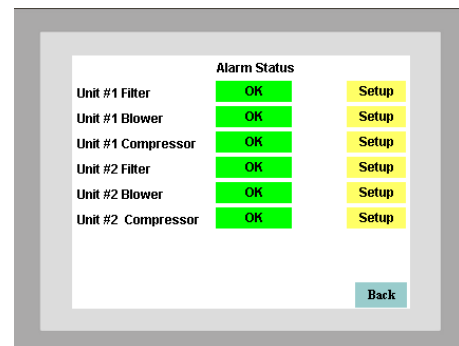 Alarm Status
Unit #1 Filter OK Setup
Unit #1 Blower OK Setup
Unit #1 Compressor OK Setup
Unit #2 Filter OK Setup
Unit #2 Blower OK Setup
Unit #2 Compressor OK Setup
Back